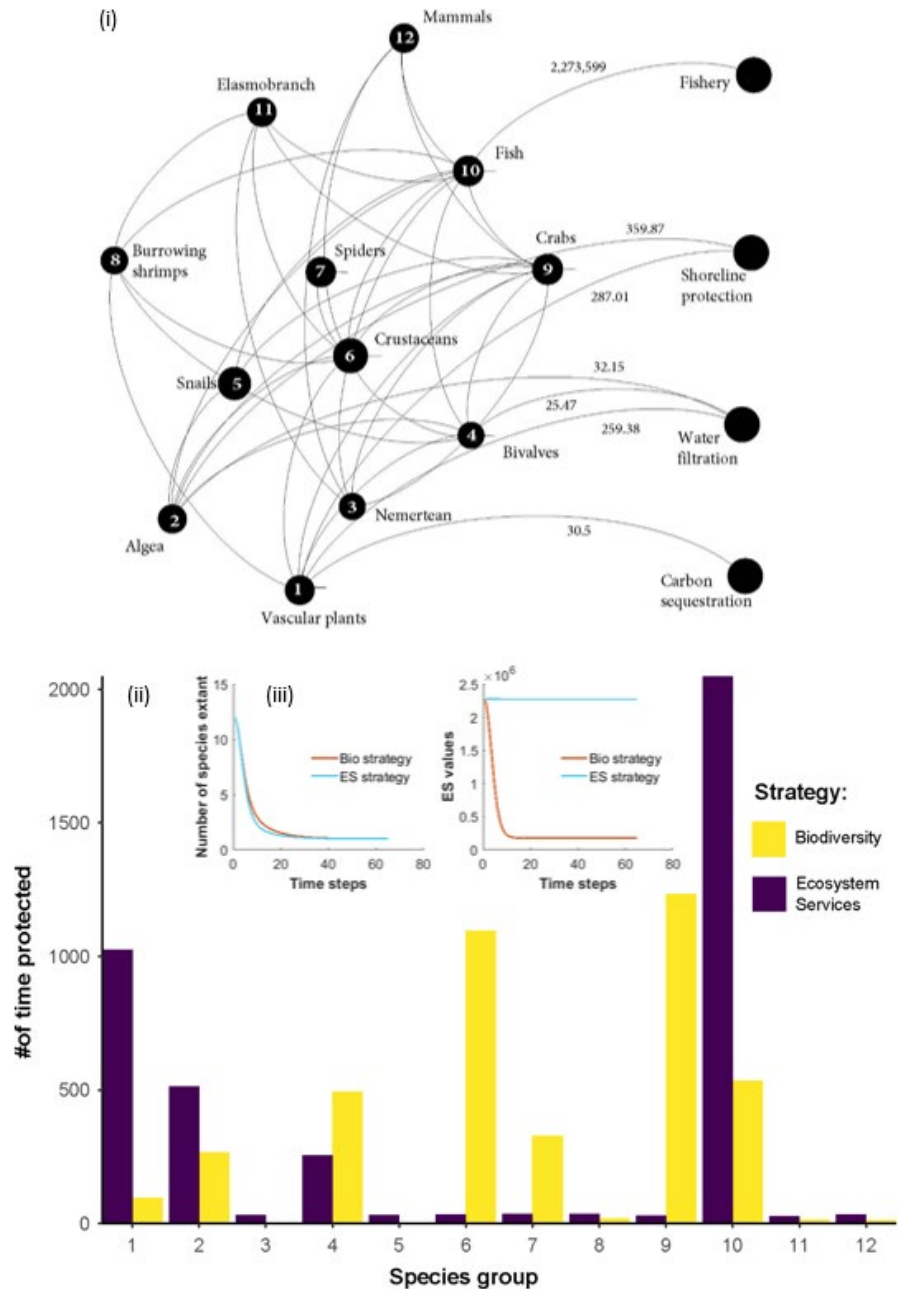 (i)
Mammals
12
Elasmobranch
11
2,273,599
Fishery
Fish
10
Burrowing
shrimps
8
Spiders
7
Crabs
9
359.87
Shoreline
protection
287.01
Crustaceans
6
Snails
5
32.15
25.47
259.38
Water
filtration
4
Bivalves
3
Nemertean
2
Algea
30.5
Carbon
sequestration
1
Vascular plants
(ii)
(iii)
Number of species extant
15
10
5
0
Bio strategy
ES strategy
0
20
40
60
80
Time steps
×10⁶
ES values
2.5
2
1.5
1
0.5
0
Bio strategy
ES strategy
0
20
40
60
80
Time steps
Strategy:
Biodiversity
Ecosystem
Services
#of time protected
2000
1500
1000
500
0
1
2
3
4
5
6
7
8
9
10
11
12
Species group